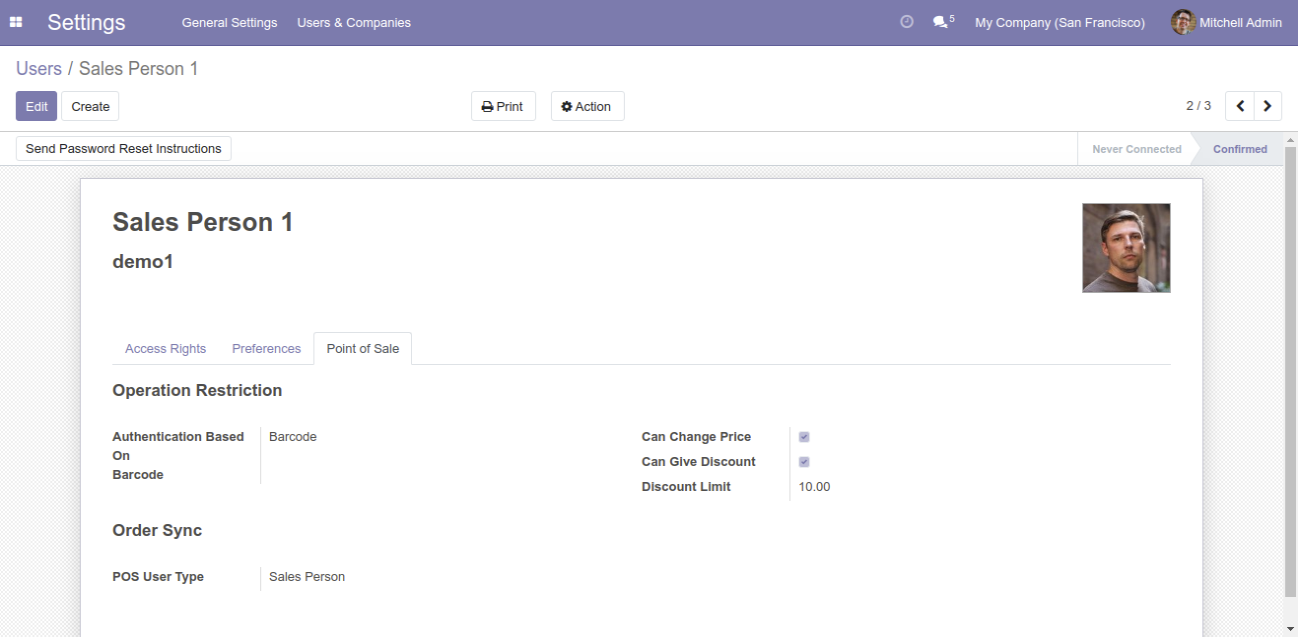 Settings General Settings Users & Companies 5 My Company (San Francisco) Mitchell Admin
Users / Sales Person 1
Edit Create Print Action 2 / 3
Send Password Reset Instructions Never Connected Confirmed
Sales Person 1
demo1
Access Rights Preferences Point of Sale
Operation Restriction
Authentication Based On Barcode
Barcode
Can Change Price
Can Give Discount
Discount Limit 10.00
Order Sync
POS User Type Sales Person